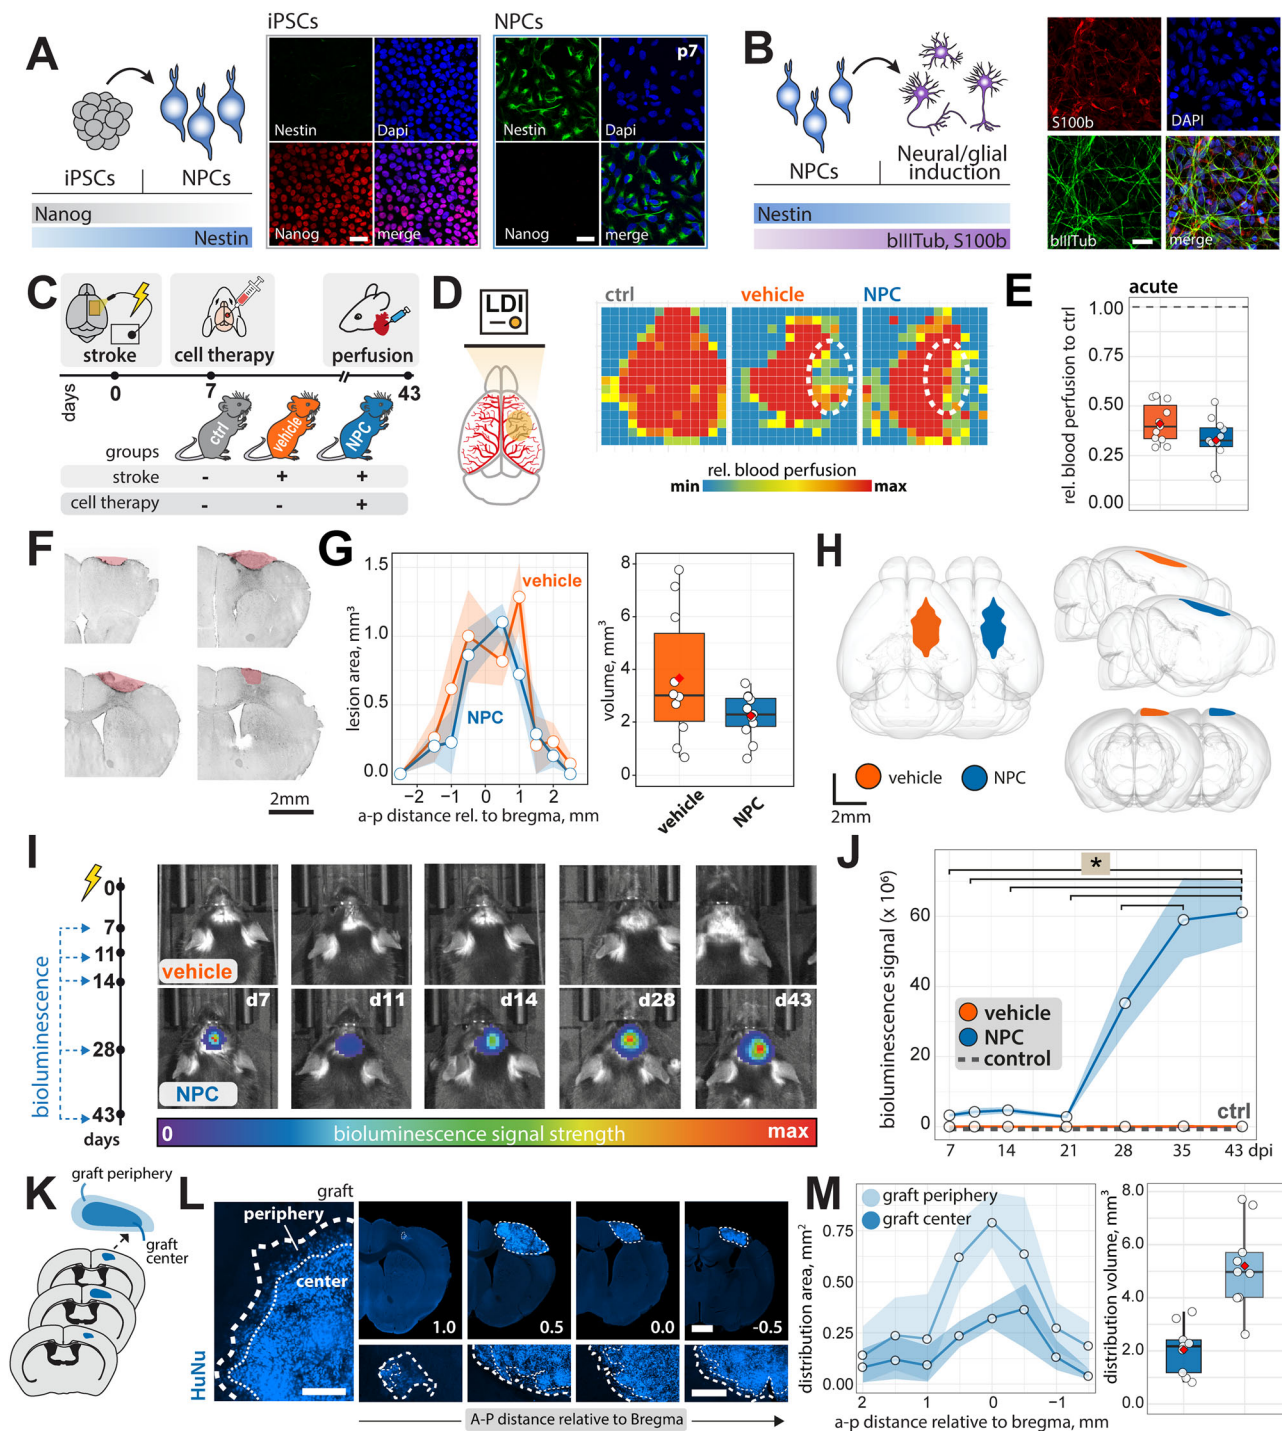 A
iPSCs
NPCs
Nanog
Nestin
iPSCs
Nestin
Dapi
Nanog
merge
NPCs
p7
Nestin
Dapi
Nanog
merge
B
NPCs
Neural/glial
induction
Nestin
bIIITub, S100b
S100b
DAPI
bIIITub
merge
C
stroke
cell therapy
perfusion
days
0
7
43
ctrl
vehicle
NPC
groups
stroke
-
+
+
cell therapy
-
-
+
D
LDI
ctrl
vehicle
NPC
rel. blood perfusion
min
max
E
acute
rel. blood perfusion to ctrl
1.00
0.75
0.50
0.25
0.00
F
2mm
G
lesion area, mm³
1.5
1.0
0.5
0.0
vehicle
NPC
−2
−1
0
1
2
a-p distance rel. to bregma, mm
volume, mm³
8
6
4
2
0
vehicle
NPC
H
vehicle
NPC
2mm
I
0
7
11
14
28
43
days
bioluminescence
vehicle
d7
d11
d14
d28
d43
NPC
0
bioluminescence signal strength
max
J
bioluminescence signal (x 10⁶)
60
40
20
0
*
vehicle
NPC
control
ctrl
7
14
21
28
35
43 dpi
K
graft periphery
graft
center
L
HuNu
graft
periphery
center
1.0
0.5
0.0
-0.5
A-P distance relative to Bregma
M
distribution area, mm²
0.75
0.50
0.25
0.00
graft periphery
graft center
2
1
0
−1
a-p distance relative to bregma, mm
distribution volume, mm³
8.0
6.0
4.0
2.0
0.0